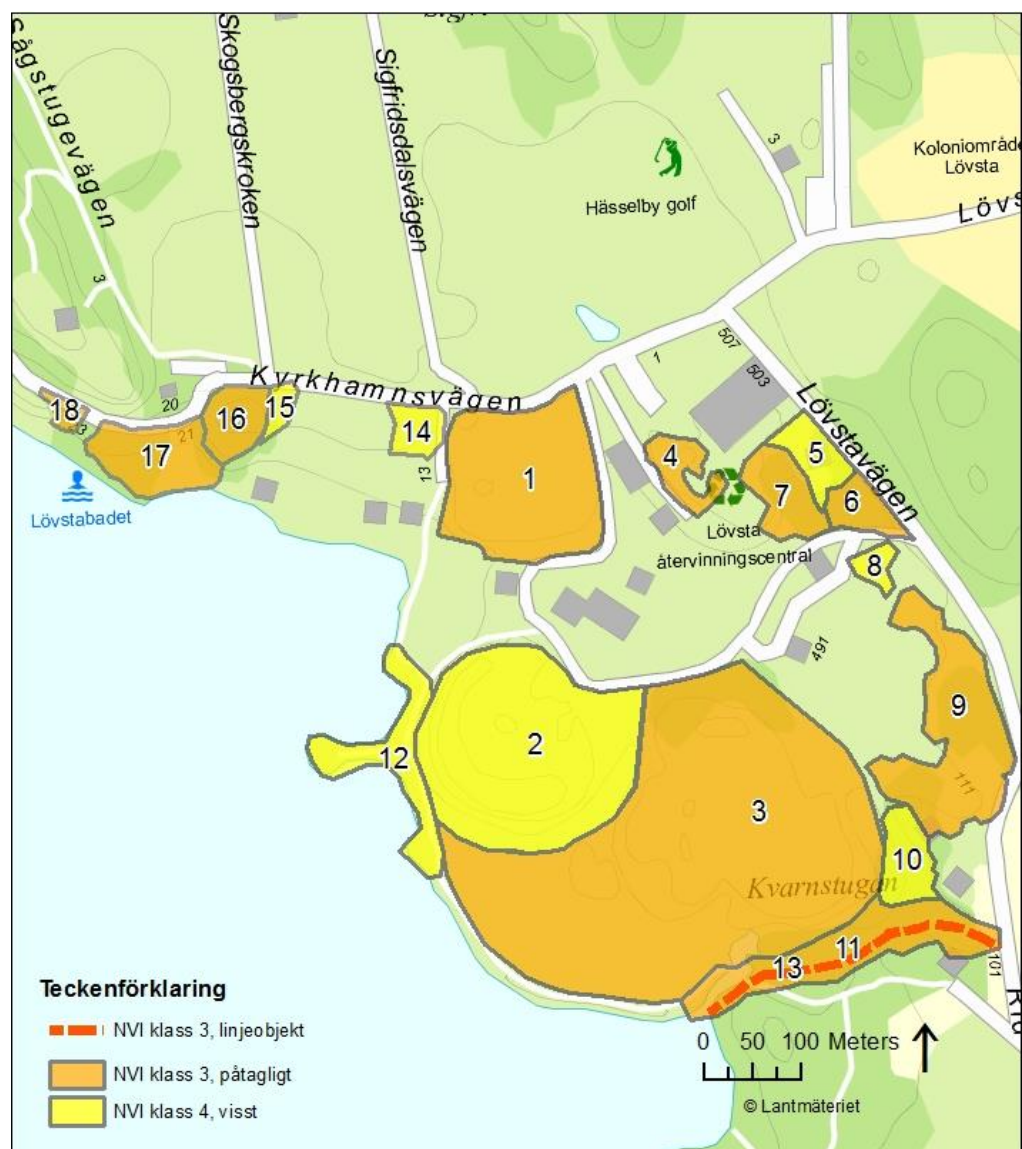 Sågstugevägen
Skogsbergskroken
Sigfridsdalsvägen
3
Koloniområde
Lövsta
Hässelby golf
Lövs
3
1
507
503
Kyrkhamnsvägen
Lövstavägen
20
18
17
21
16
15
14
13
1
4
5
7
6
Lövstabadet
Lövsta
återvinningscentral
8
491
9
2
12
3
111
10
Kvarnstugan
11
13
101
Teckenförklaring
NVI klass 3, linjeobjekt
NVI klass 3, påtagligt
NVI klass 4, visst
0 50 100 Meters
© Lantmäteriet